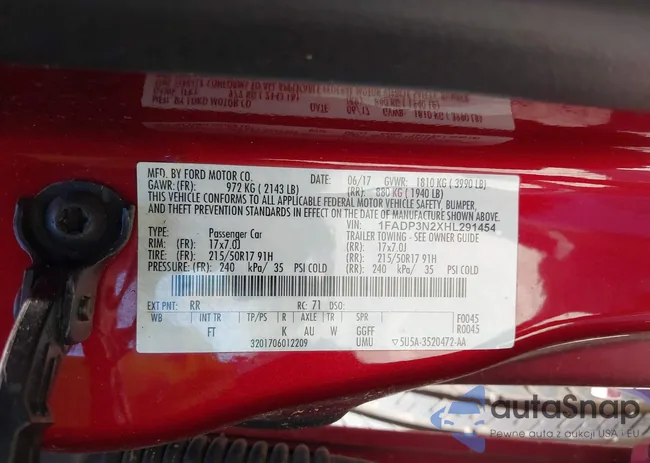 MFD. BY FORD MOTOR CO. DATE: 06/17 GVWR: 1810 KG ( 3990 LB)
GAWR: (FR): 972 KG ( 2143 LB) (RR): 880 KG ( 1940 LB)
THIS VEHICLE CONFORMS TO ALL APPLICABLE FEDERAL MOTOR VEHICLE SAFETY, BUMPER,
AND THEFT PREVENTION STANDARDS IN EFFECT ON THE DATE OF MANUFACTURE SHOWN ABOVE.
VIN: 1FADP3N2XHL291454
TYPE: Passenger Car TRAILER TOWING - SEE OWNER GUIDE
RIM: (FR) 17x7.0J (RR) 17x7.0J
TIRE: (FR) 215/50R17 91H (RR) 215/50R17 91H
PRESSURE: (FR) 240 kPa/ 35 PSI COLD (RR) 240 kPa/ 35 PSI COLD
EXT PNT: RR RC: 71 DSO:
WB INT TR TP/PS R AXLE TR SPR F0045
FT K AU W GGFF R0045
3201706012209 UMU 5U5A-3520472-AA
autoSnap
Pewne auta z aukcji USA i EU